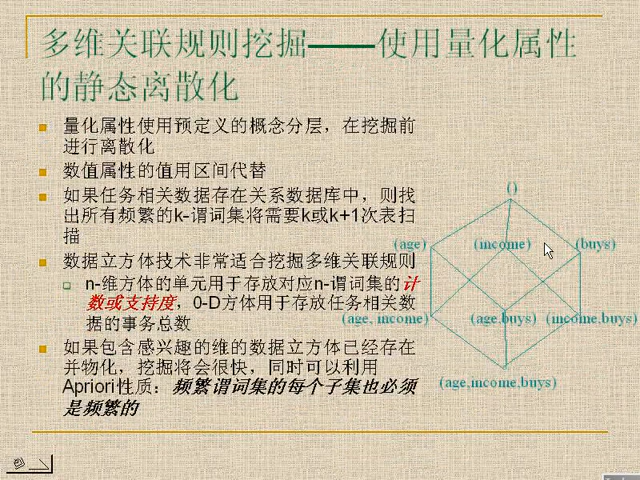 多维关联规则挖掘——使用量化属性
的静态离散化
量化属性使用预定义的概念分层，在挖掘前
进行离散化
数值属性的值用区间代替
如果任务相关数据存在关系数据库中，则找
出所有频繁的k-谓词集将需要k或k+1次表扫
描
数据立方体技术非常适合挖掘多维关联规则
n-维方体的单元用于存放对应n-谓词集的计
数或支持度，0-D方体用于存放任务相关数
据的事务总数
如果包含感兴趣的维的数据立方体已经存在
并物化，挖掘将会很快，同时可以利用
Apriori性质：频繁谓词集的每个子集也必须
是频繁的
()
(age) (income) (buys)
(age, income) (age,buys) (income,buys)
(age,income,buys)